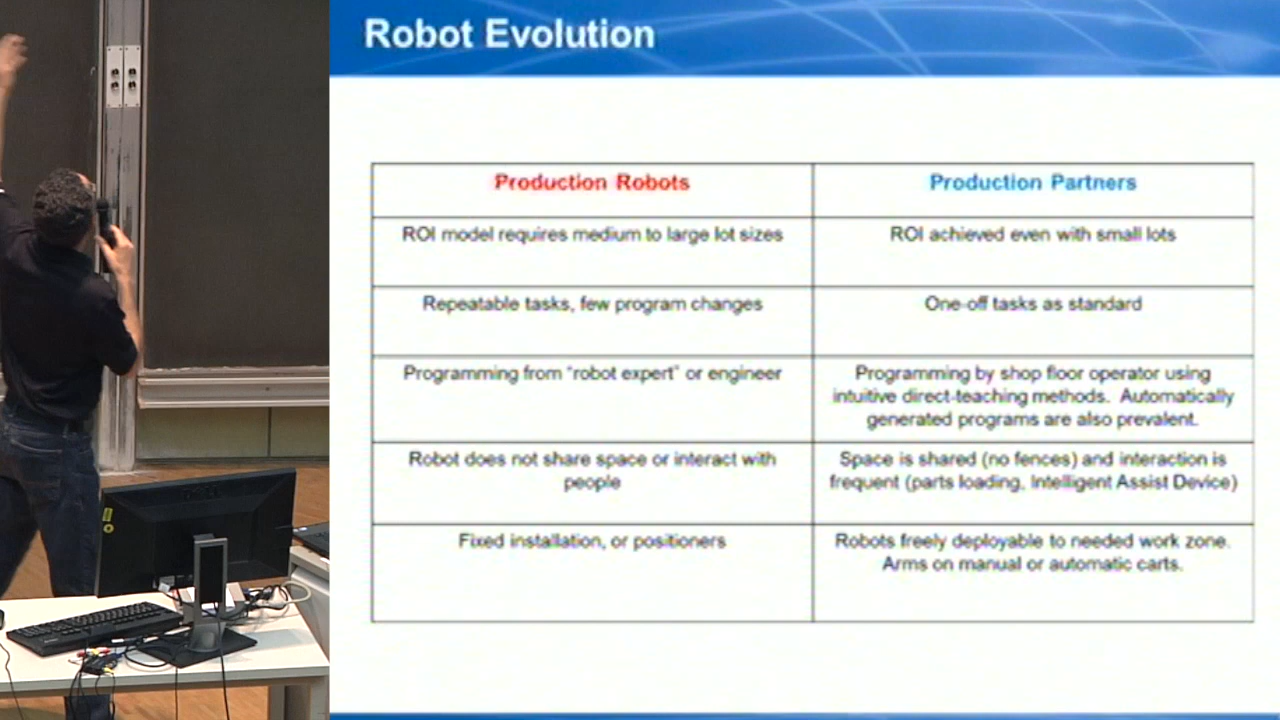 Robot Evolution
Production Robots
Production Partners
ROI model requires medium to large lot sizes
ROI achieved even with small lots
Repeatable tasks, few program changes
One-off tasks as standard
Programming from "robot expert" or engineer
Programming by shop floor operator using
intuitive direct-teaching methods. Automatically
generated programs are also prevalent.
Robot does not share space or interact with
people
Space is shared (no fences) and interaction is
frequent (parts loading, Intelligent Assist Device)
Fixed installation, or positioners
Robots freely deployable to needed work zone.
Arms on manual or automatic carts.